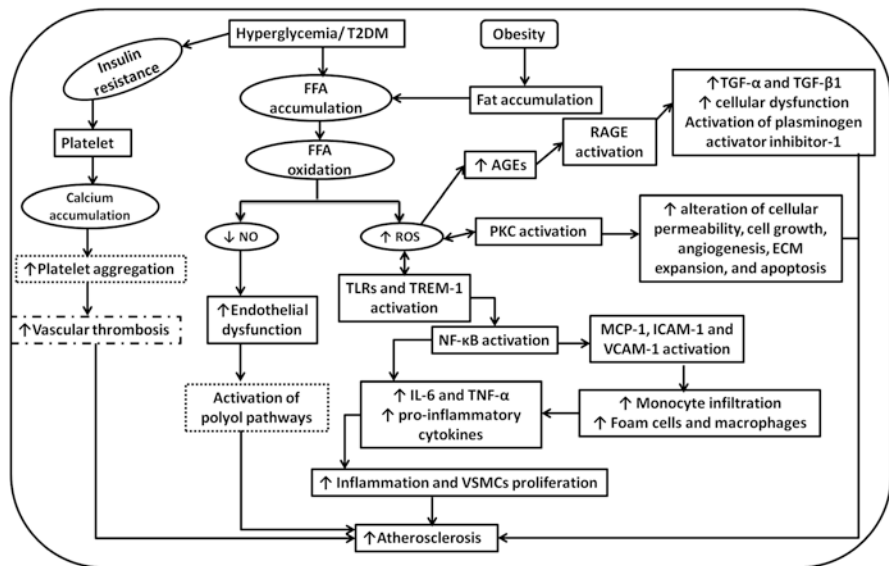 Hyperglycemia/ T2DM
Obesity
Insulin
resistance
FFA
accumulation
Fat accumulation
↑TGF-α and TGF-β1
↑ cellular dysfunction
Activation of plasminogen
activator inhibitor-1
RAGE
activation
Platelet
FFA
oxidation
↑ AGEs
Calcium
accumulation
↓ NO
↑ ROS
PKC activation
↑ alteration of cellular
permeability, cell growth,
angiogenesis, ECM
expansion, and apoptosis
↑Platelet aggregation
TLRs and TREM-1
activation
↑Vascular thrombosis
↑Endothelial
dysfunction
NF-κB activation
MCP-1, ICAM-1 and
VCAM-1 activation
Activation of
polyol pathways
↑ IL-6 and TNF-α
↑ pro-inflammatory
cytokines
↑ Monocyte infiltration
↑ Foam cells and macrophages
↑ Inflammation and VSMCs proliferation
↑Atherosclerosis